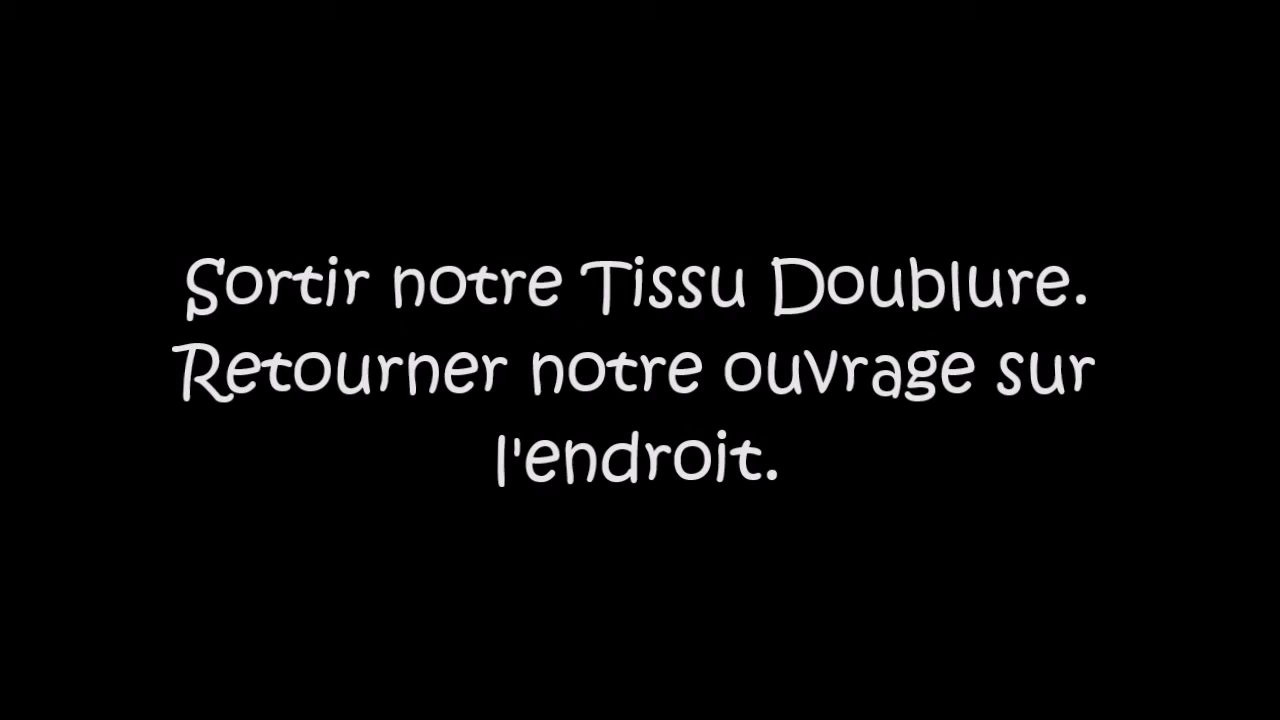 Sortir notre Tissu Doublure.
Retourner notre ouvrage sur
l'endroit.